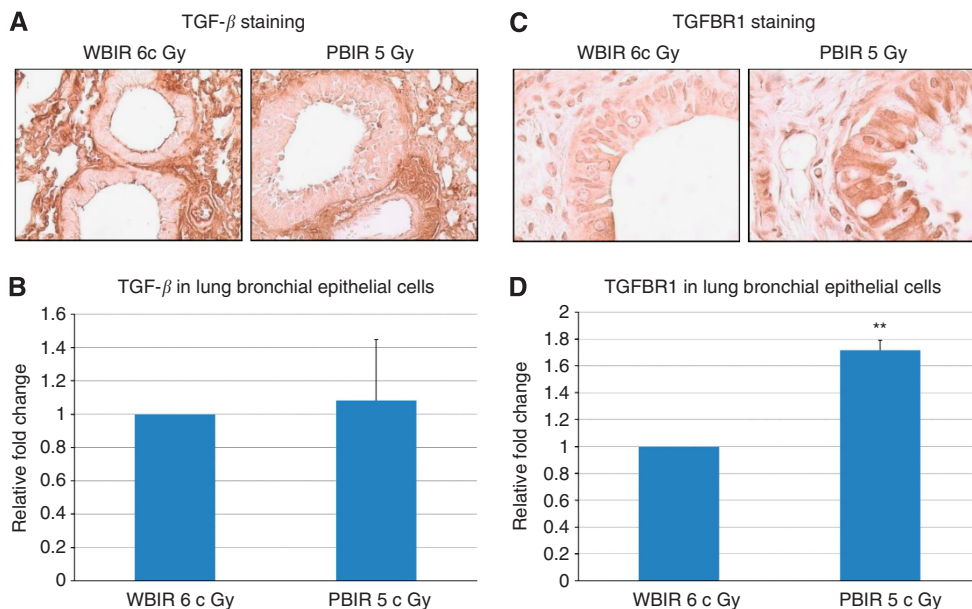 A
TGF-β staining
WBIR 6c Gy
PBIR 5 Gy
C
TGFBR1 staining
WBIR 6c Gy
PBIR 5 Gy
B
TGF-β in lung bronchial epithelial cells
Relative fold change
1.6
1.4
1.2
1
0.8
0.6
0.4
0.2
0
WBIR 6 c Gy
PBIR 5 c Gy
D
TGFBR1 in lung bronchial epithelial cells
Relative fold change
2
1.8
1.6
1.4
1.2
1
0.8
0.6
0.4
0.2
0
**
WBIR 6 c Gy
PBIR 5 c Gy